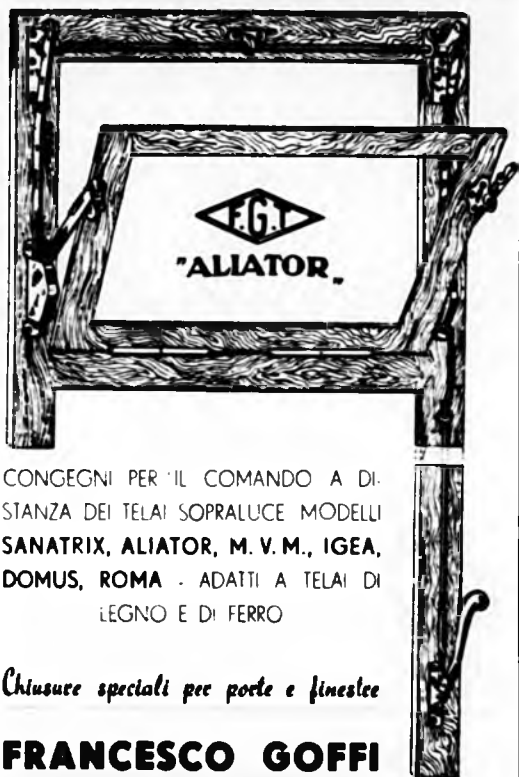 F.G.T
"ALIATOR"
CONGEGNI PER IL COMANDO A DI-
STANZA DEI TELAI SOPRALUCE MODELLI
SANATRIX, ALIATOR, M. V. M., IGEA,
DOMUS, ROMA - ADATTI A TELAI DI
LEGNO E DI FERRO
Chiusure speciali per porte e finestre
FRANCESCO GOFFI